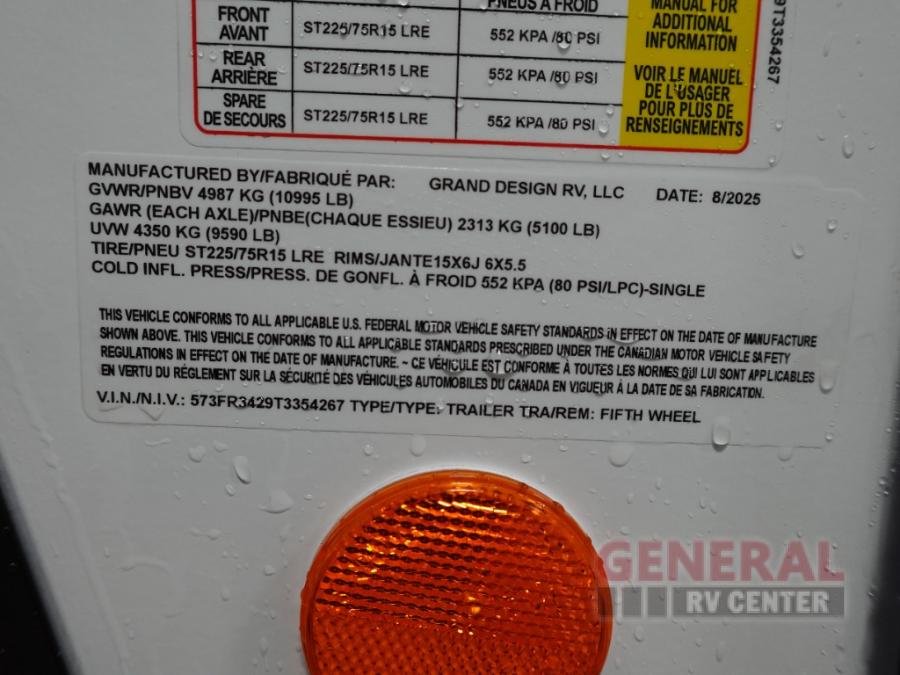 PNEUS À FROID
MANUAL FOR
ADDITIONAL
INFORMATION
FRONT
AVANT
ST225/75R15 LRE
552 KPA /80 PSI
REAR
ARRIÈRE
ST225/75R15 LRE
552 KPA /80 PSI
SPARE
DE SECOURS
ST225/75R15 LRE
552 KPA /80 PSI
VOIR LE MANUEL
DE L'USAGER
POUR PLUS DE
RENSEIGNEMENTS
9T3354267
MANUFACTURED BY/FABRIQUÉ PAR: GRAND DESIGN RV, LLC DATE: 8/2025
GVWR/PNBV 4987 KG (10995 LB)
GAWR (EACH AXLE)/PNBE(CHAQUE ESSIEU) 2313 KG (5100 LB)
UVW 4350 KG (9590 LB)
TIRE/PNEU ST225/75R15 LRE RIMS/JANTE15X6J 6X5.5
COLD INFL. PRESS/PRESS. DE GONFL. À FROID 552 KPA (80 PSI/LPC)-SINGLE
THIS VEHICLE CONFORMS TO ALL APPLICABLE U.S. FEDERAL MOTOR VEHICLE SAFETY STANDARDS IN EFFECT ON THE DATE OF MANUFACTURE
SHOWN ABOVE. THIS VEHICLE CONFORMS TO ALL APPLICABLE STANDARDS PRESCRIBED UNDER THE CANADIAN MOTOR VEHICLE SAFETY
REGULATIONS IN EFFECT ON THE DATE OF MANUFACTURE. ~ CE VÉHICULE EST CONFORME À TOUTES LES NORMES QUI LUI SONT APPLICABLES
EN VERTU DU RÉGLEMENT SUR LA SÉCURITÉ DES VÉHICULES AUTOMOBILES DU CANADA EN VIGUEUR À LA DATE DE SA FABRICATION.
V.I.N./N.I.V.: 573FR3429T3354267 TYPE/TYPE: TRAILER TRA/REM: FIFTH WHEEL
GENERAL
RV CENTER